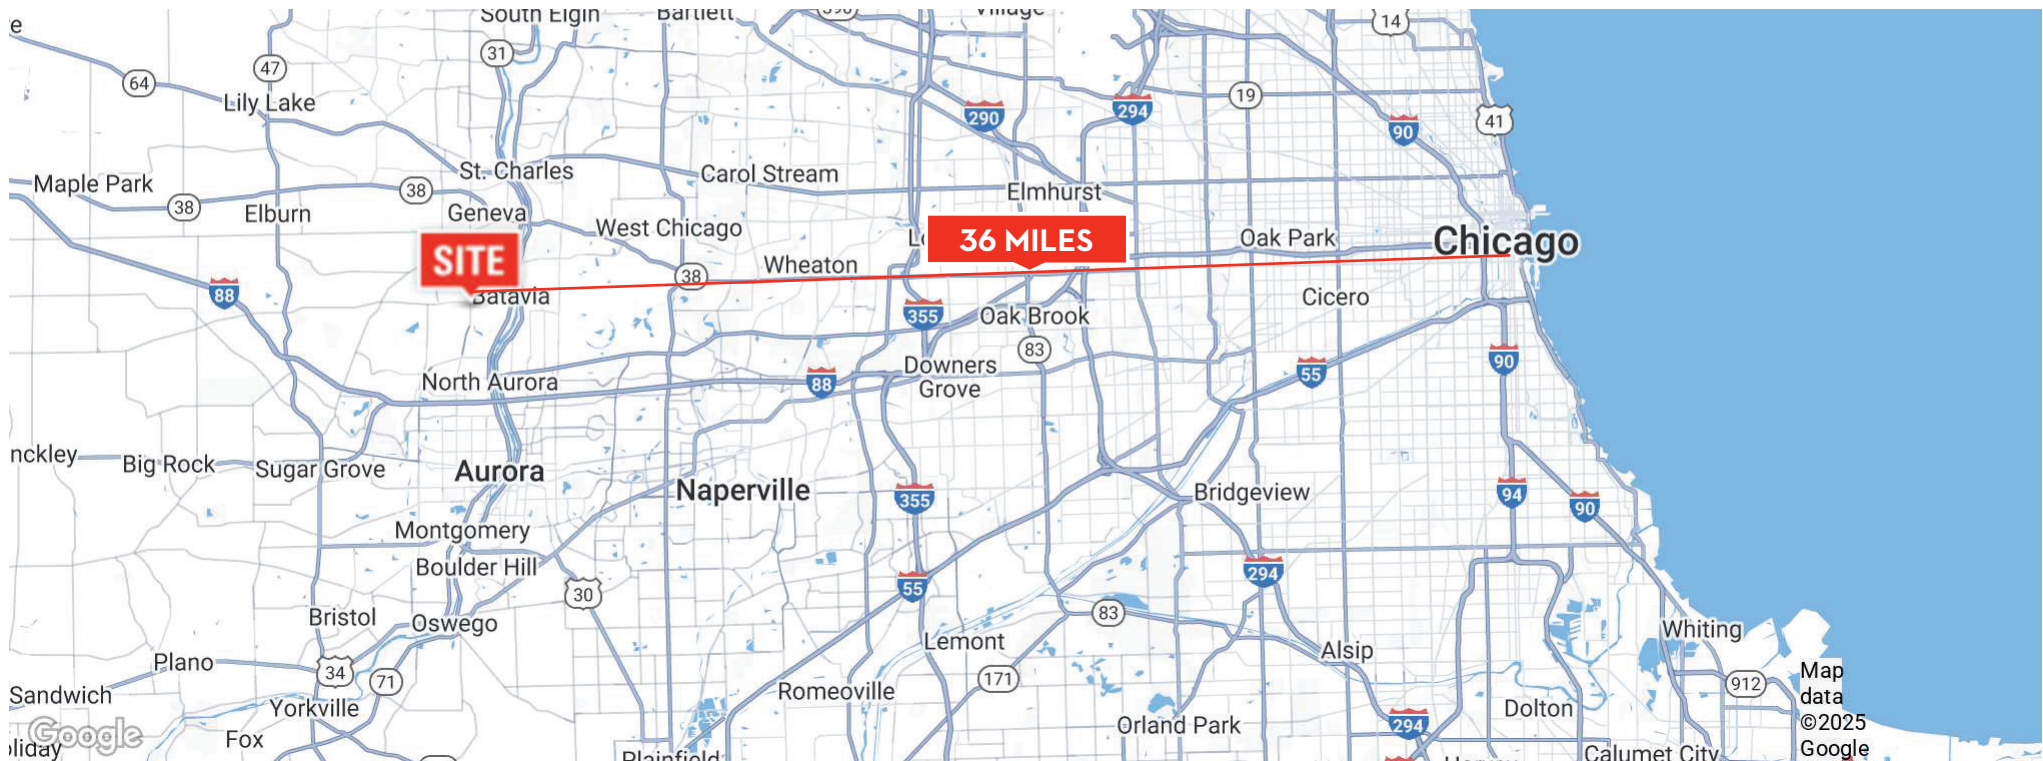 South Elgin
Bartlett
Village
14
31
47
64
Lily Lake
19
290
294
90
41
St. Charles
Carol Stream
Maple Park
38
38
Elburn
Geneva
Elmhurst
West Chicago
SITE
36 MILES
Oak Park
Chicago
Wheaton
38
88
Batavia
Cicero
355
Oak Brook
83
90
55
Downers
Grove
North Aurora
88
nckley
Big Rock
Sugar Grove
Aurora
Naperville
355
Bridgeview
94
90
Montgomery
Boulder Hill
294
55
30
83
Bristol
Oswego
Lemont
Whiting
Alsip
Plano
34
71
171
912
Map
data
©2025
Google
Sandwich
Romeoville
Yorkville
Dolton
Orland Park
294
Google
Fox
oliday
Plainfield
Calumet City